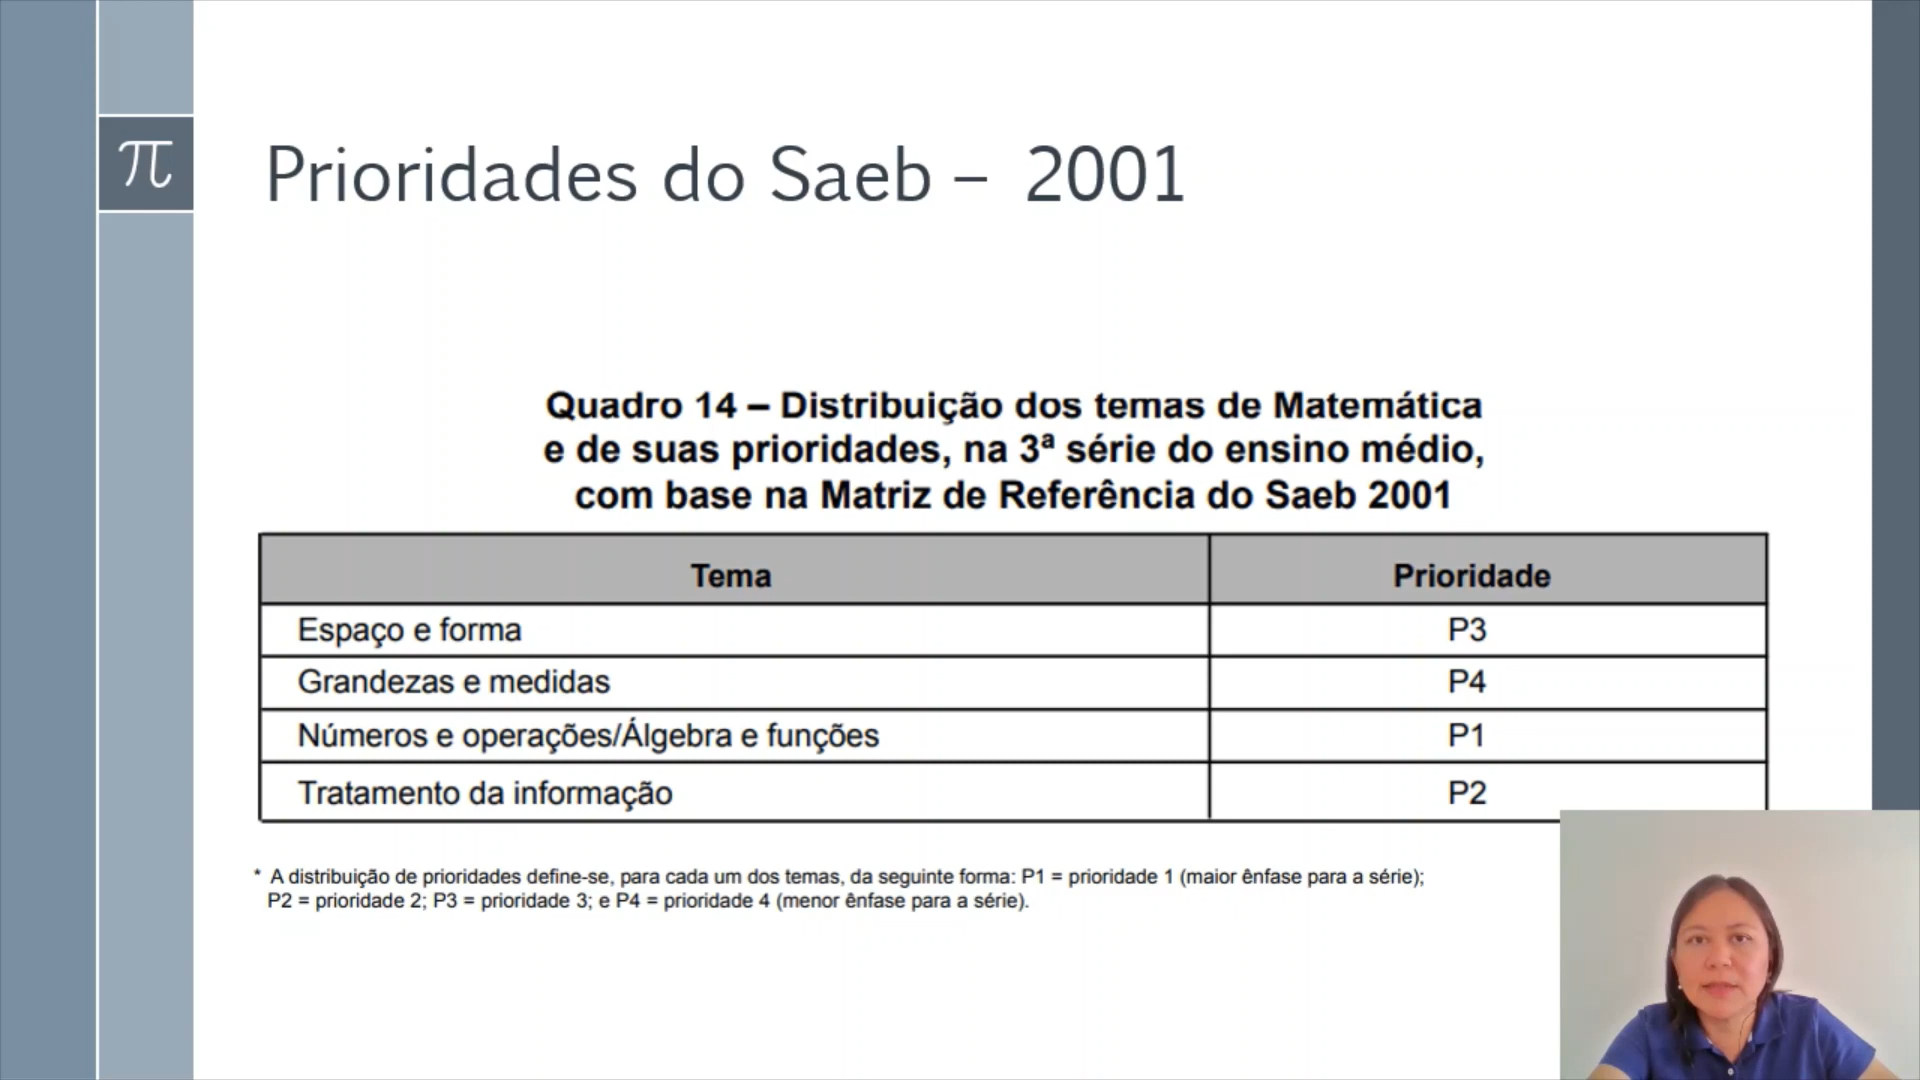 π
Prioridades do Saeb – 2001
Quadro 14 – Distribuição dos temas de Matemática
e de suas prioridades, na 3ª série do ensino médio,
com base na Matriz de Referência do Saeb 2001
Tema Prioridade
Espaço e forma P3
Grandezas e medidas P4
Números e operações/Álgebra e funções P1
Tratamento da informação P2
* A distribuição de prioridades define-se, para cada um dos temas, da seguinte forma: P1 = prioridade 1 (maior ênfase para a série);
P2 = prioridade 2; P3 = prioridade 3; e P4 = prioridade 4 (menor ênfase para a série).